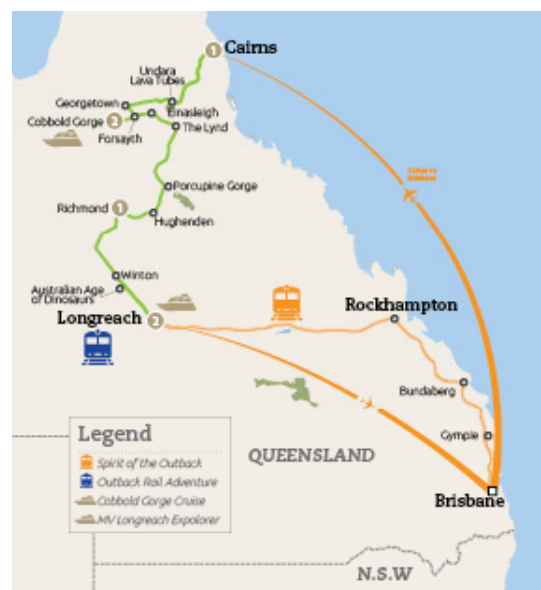 1
Cairns
Undara
Lava Tubes
Georgetown
Einasleigh
Cobbold Gorge
2
Forsayth
The Lynd
Porcupine Gorge
Richmond
1
Hughenden
Winton
Australian Age
of Dinosaurs
Longreach
2
Rockhampton
Bundaberg
Gympie
QUEENSLAND
Brisbane
N.S.W
Legend
Spirit of the Outback
Outback Rail Adventure
Cobbold Gorge Cruise
MV Longreach Expolorer